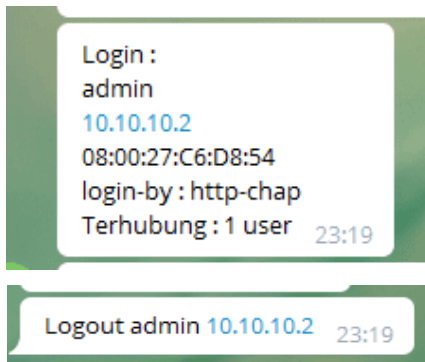 Login :
admin
10.10.10.2
08:00:27:C6:D8:54
login-by : http-chap
Terhubung : 1 user 23:19
Logout admin 10.10.10.2 23:19